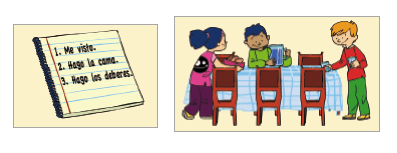 1. Me visto.
2. Hago la cama.
3. Hago los deberes.